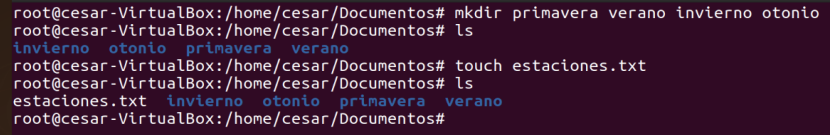 root@cesar-VirtualBox:/home/cesar/Documentos# mkdir primavera verano invierno otonio
root@cesar-VirtualBox:/home/cesar/Documentos# ls
invierno otonio primavera verano
root@cesar-VirtualBox:/home/cesar/Documentos# touch estaciones.txt
root@cesar-VirtualBox:/home/cesar/Documentos# ls
estaciones.txt invierno otonio primavera verano
root@cesar-VirtualBox:/home/cesar/Documentos#